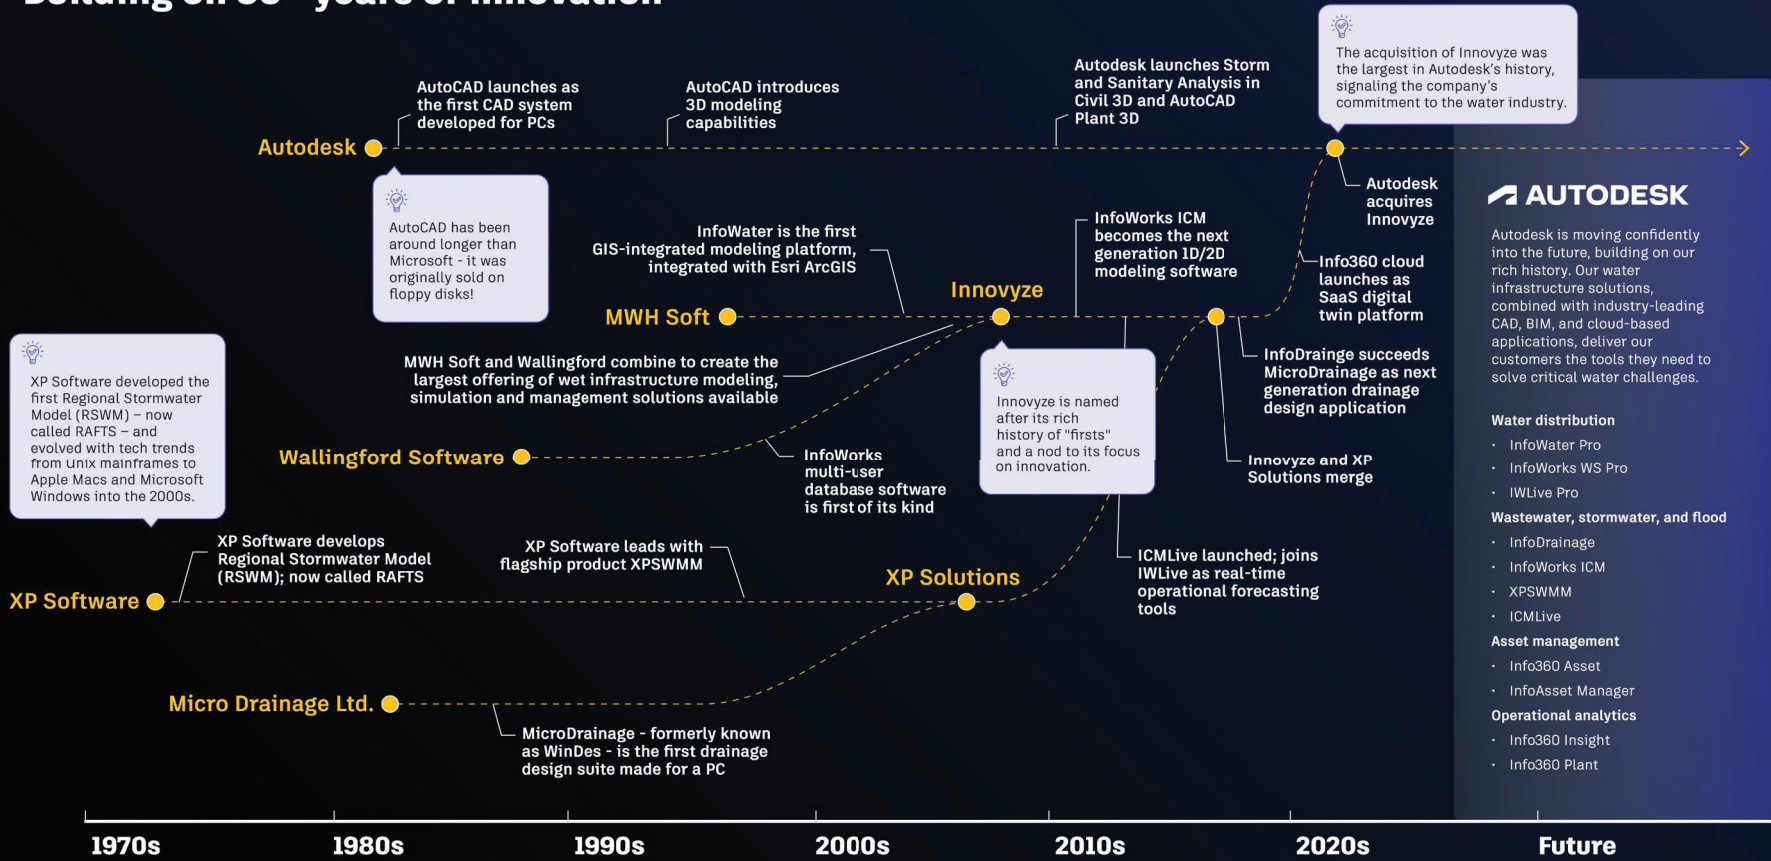 AutoCAD launches as
the first CAD system
developed for PCs
AutoCAD introduces
3D modeling
capabilities
Autodesk launches Storm
and Sanitary Analysis in
Civil 3D and AutoCAD
Plant 3D
The acquisition of Innovyze was
the largest in Autodesk's history,
signaling the company's
commitment to the water industry.
Autodesk
AutoCAD has been
around longer than
Microsoft - it was
originally sold on
floppy disks!
Autodesk
acquires
Innovyze
InfoWater is the first
GIS-integrated modeling platform,
integrated with Esri ArcGIS
InfoWorks ICM
becomes the next
generation 1D/2D
modeling software
Info360 cloud
launches as
SaaS digital
twin platform
Innovyze
MWH Soft
MWH Soft and Wallingford combine to create the
largest offering of wet infrastructure modeling,
simulation and management solutions available
InfoDrainge succeeds
MicroDrainage as next
generation drainage
design application
Innovyze is named
after its rich
history of "firsts"
and a nod to its focus
on innovation.
XP Software developed the
first Regional Stormwater
Model (RSWM) – now
called RAFTS – and
evolved with tech trends
from Unix mainframes to
Apple Macs and Microsoft
Windows into the 2000s.
Wallingford Software
InfoWorks
multi-user
database software
is first of its kind
Innovyze and XP
Solutions merge
XP Software develops
Regional Stormwater Model
(RSWM); now called RAFTS
XP Software leads with
flagship product XPSWMM
XP Solutions
ICMLive launched; joins
IWLive as real-time
operational forecasting
tools
XP Software
Micro Drainage Ltd.
MicroDrainage - formerly known
as WinDes - is the first drainage
design suite made for a PC
AUTODESK
Autodesk is moving confidently
into the future, building on our
rich history. Our water
infrastructure solutions,
combined with industry-leading
CAD, BIM, and cloud-based
applications, deliver our
customers the tools they need to
solve critical water challenges.
Water distribution
· InfoWater Pro
· InfoWorks WS Pro
· IWLive Pro
Wastewater, stormwater, and flood
· InfoDrainage
· InfoWorks ICM
· XPSWMM
· ICMLive
Asset management
· Info360 Asset
· InfoAsset Manager
Operational analytics
· Info360 Insight
· Info360 Plant
1970s
1980s
1990s
2000s
2010s
2020s
Future